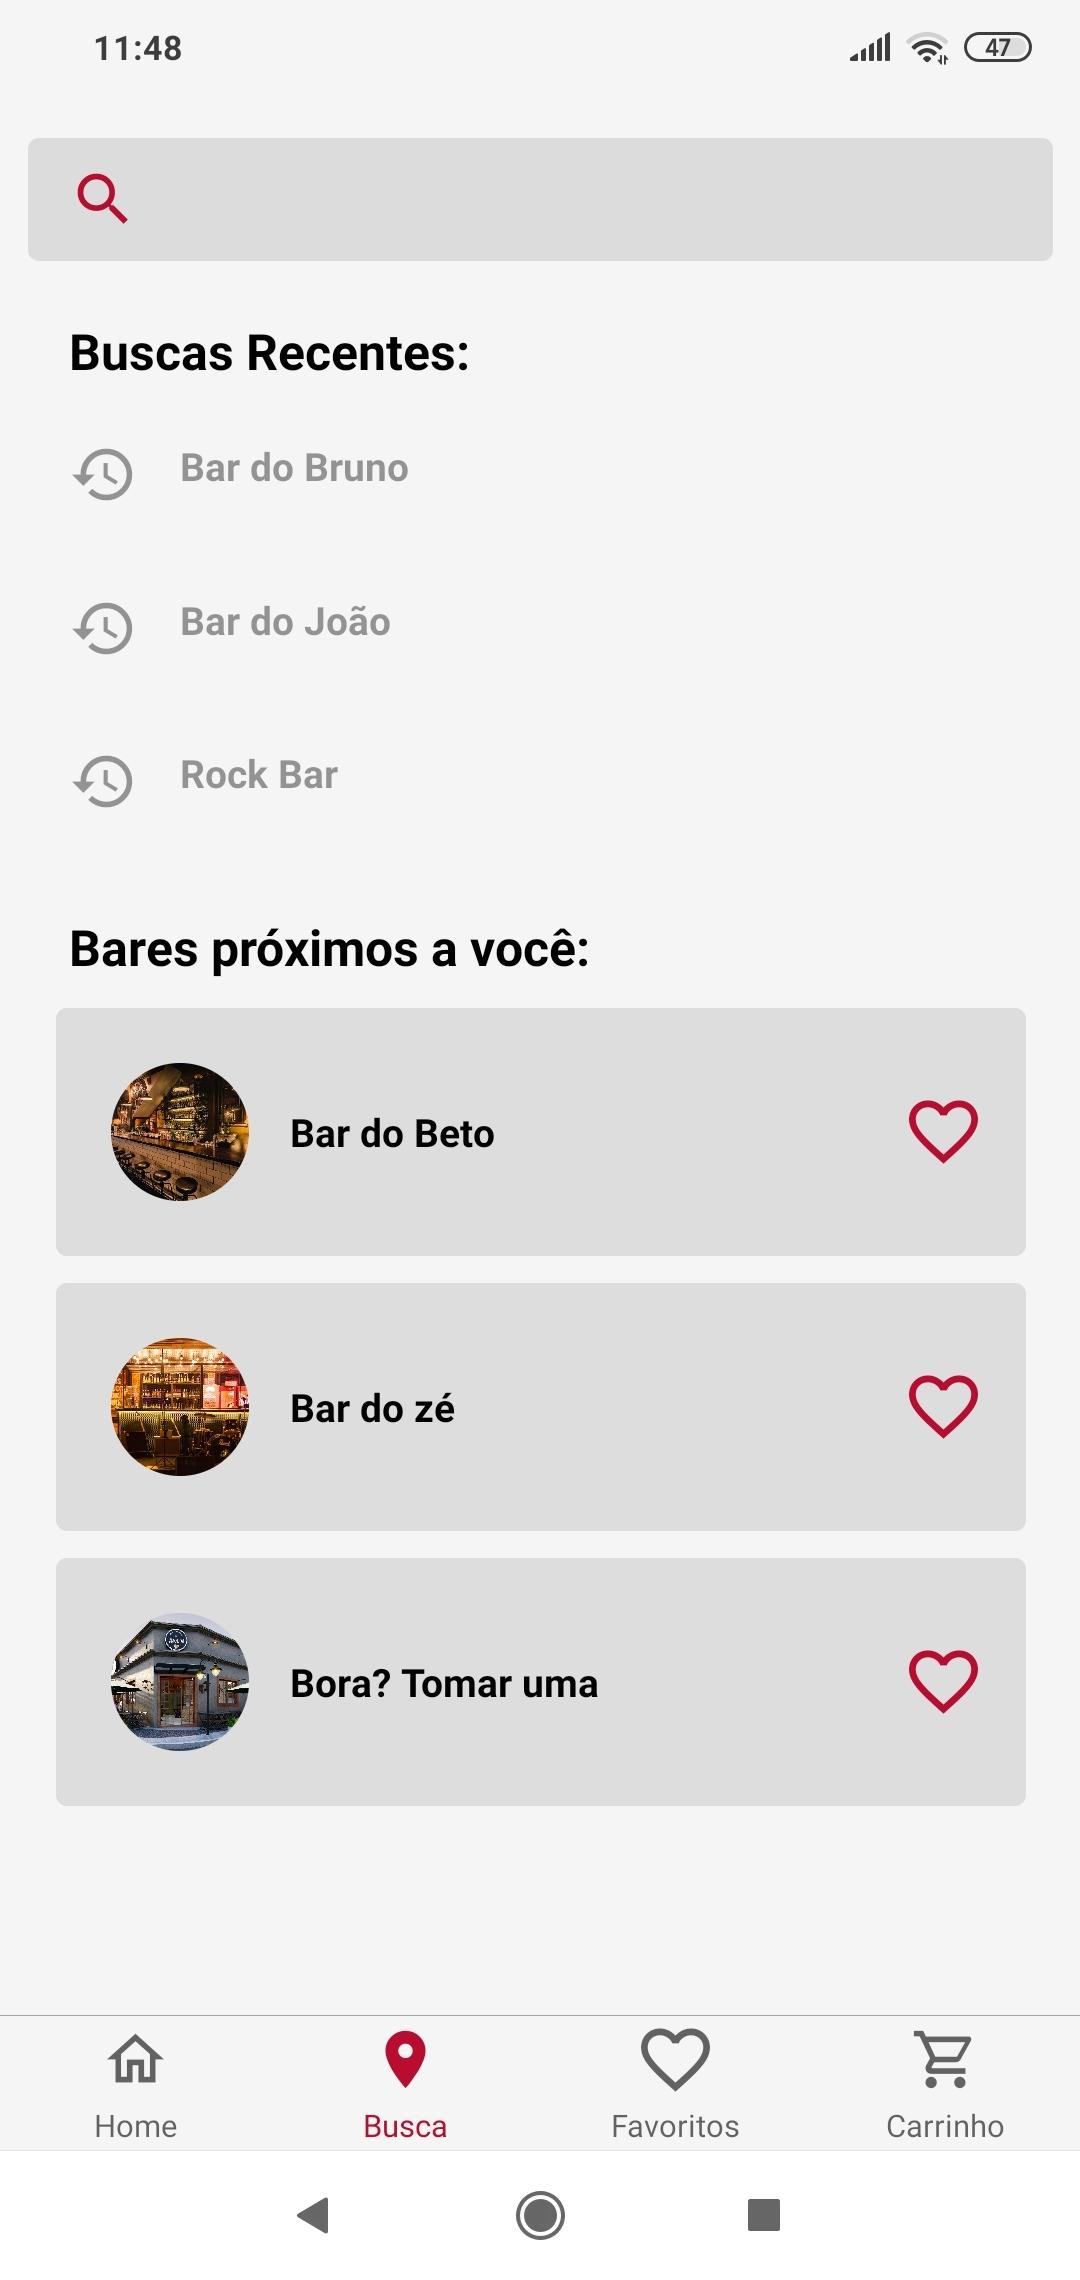 11:48
47
Buscas Recentes:
Bar do Bruno
Bar do João
Rock Bar
Bares próximos a você:
Bar do Beto
Bar do zé
Bora? Tomar uma
Home
Busca
Favoritos
Carrinho